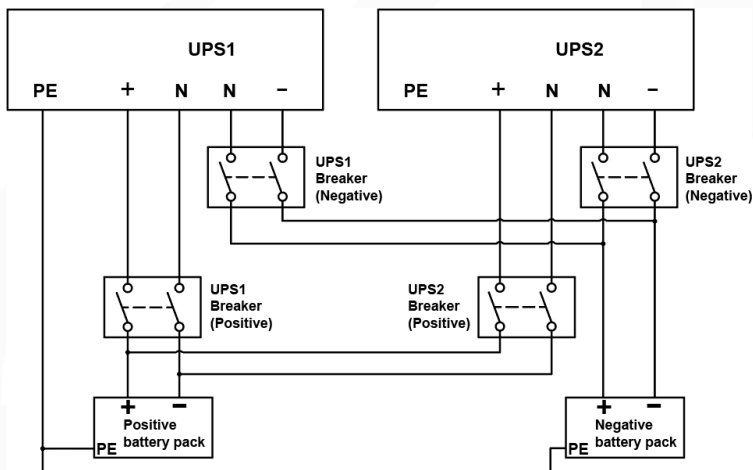 UPS1
UPS2
PE + N N −
PE + N N −
UPS1
Breaker
(Negative)
UPS2
Breaker
(Negative)
UPS1
Breaker
(Positive)
UPS2
Breaker
(Positive)
+ −
Positive
battery pack
PE
+ −
Negative
battery pack
PE